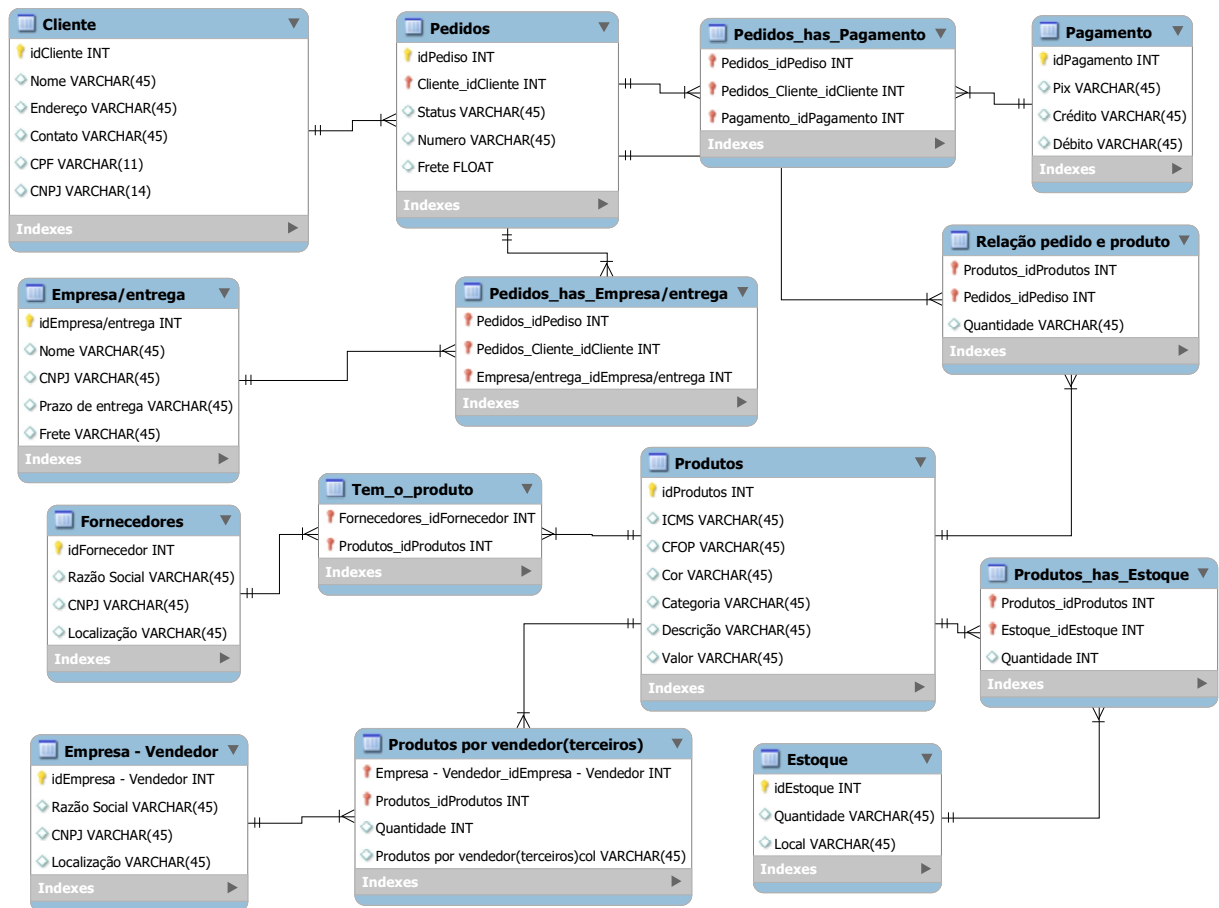 Cliente
idCliente INT
Nome VARCHAR(45)
Endereço VARCHAR(45)
Contato VARCHAR(45)
CPF VARCHAR(11)
CNPJ VARCHAR(14)
Indexes
Pedidos
idPediso INT
Cliente_idCliente INT
Status VARCHAR(45)
Numero VARCHAR(45)
Frete FLOAT
Indexes
Pedidos_has_Pagamento
Pedidos_idPediso INT
Pedidos_Cliente_idCliente INT
Pagamento_idPagamento INT
Indexes
Pagamento
idPagamento INT
Pix VARCHAR(45)
Crédito VARCHAR(45)
Débito VARCHAR(45)
Indexes
Relação pedido e produto
Produtos_idProdutos INT
Pedidos_idPediso INT
Quantidade VARCHAR(45)
Indexes
Empresa/entrega
idEmpresa/entrega INT
Nome VARCHAR(45)
CNPJ VARCHAR(45)
Prazo de entrega VARCHAR(45)
Frete VARCHAR(45)
Indexes
Pedidos_has_Empresa/entrega
Pedidos_idPediso INT
Pedidos_Cliente_idCliente INT
Empresa/entrega_idEmpresa/entrega INT
Indexes
Tem_o_produto
Fornecedores_idFornecedor INT
Produtos_idProdutos INT
Indexes
Produtos
idProdutos INT
ICMS VARCHAR(45)
CFOP VARCHAR(45)
Cor VARCHAR(45)
Categoria VARCHAR(45)
Descrição VARCHAR(45)
Valor VARCHAR(45)
Indexes
Fornecedores
idFornecedor INT
Razão Social VARCHAR(45)
CNPJ VARCHAR(45)
Localização VARCHAR(45)
Indexes
Produtos_has_Estoque
Produtos_idProdutos INT
Estoque_idEstoque INT
Quantidade INT
Indexes
Empresa - Vendedor
idEmpresa - Vendedor INT
Razão Social VARCHAR(45)
CNPJ VARCHAR(45)
Localização VARCHAR(45)
Indexes
Produtos por vendedor(terceiros)
Empresa - Vendedor_idEmpresa - Vendedor INT
Produtos_idProdutos INT
Quantidade INT
Produtos por vendedor(terceiros)col VARCHAR(45)
Indexes
Estoque
idEstoque INT
Quantidade VARCHAR(45)
Local VARCHAR(45)
Indexes